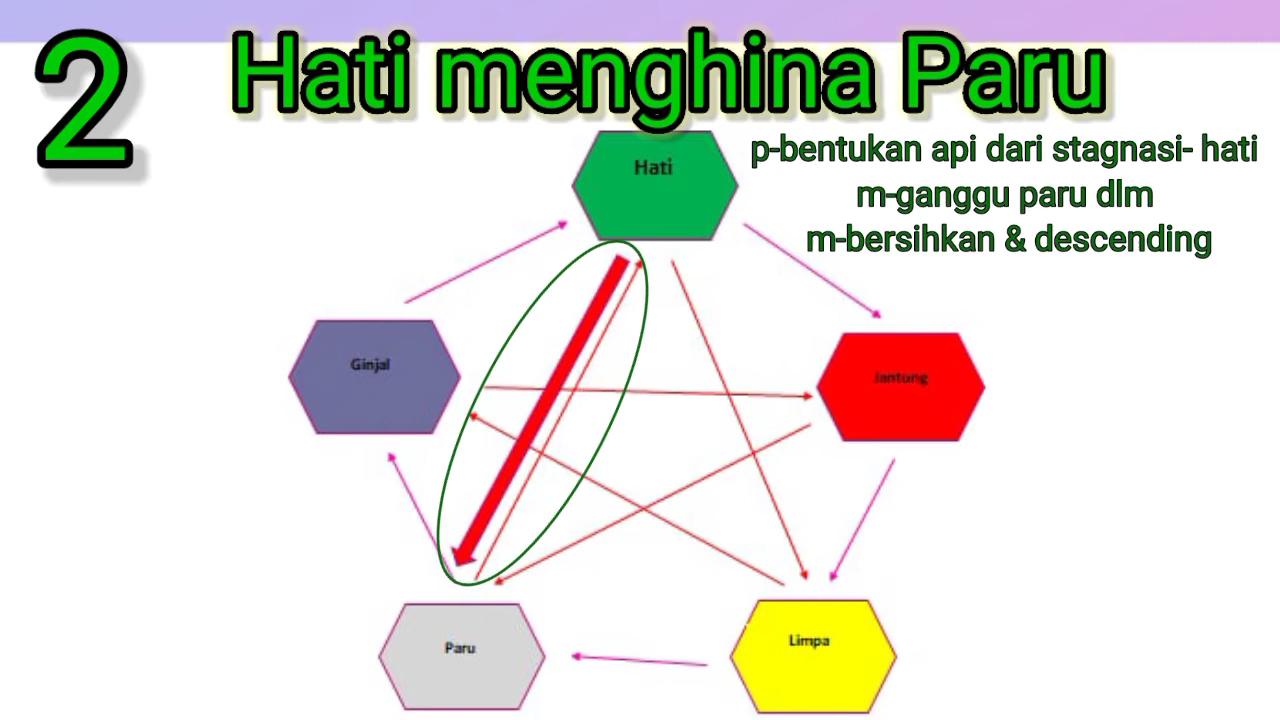 2
Hati menghina Paru
p-bentukan api dari stagnasi- hati
m-ganggu paru dlm
m-bersihkan & descending
Hati
Ginjal
Jantung
Paru
Limpa